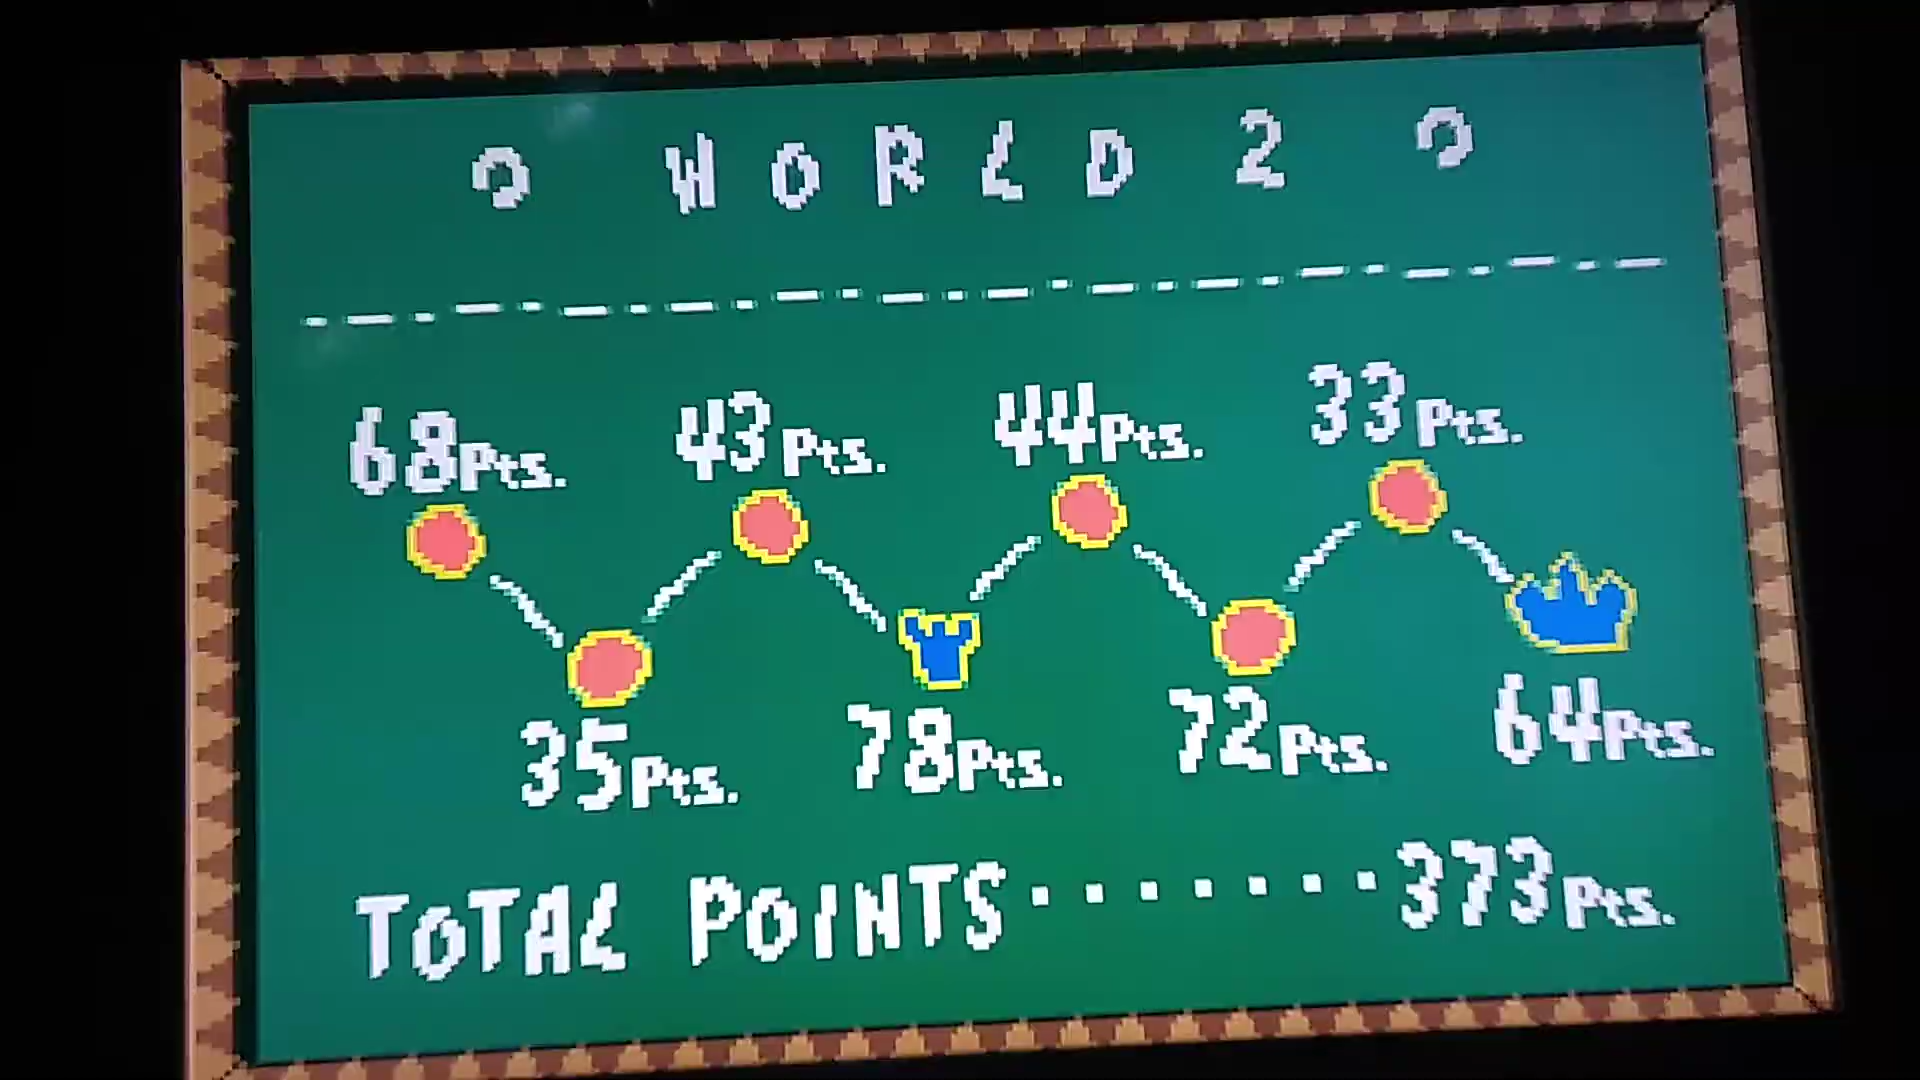 WORLD 2
68Pts. 43Pts. 44Pts. 33Pts.
35Pts. 78Pts. 72Pts. 64Pts.
TOTAL POINTS.......373Pts.